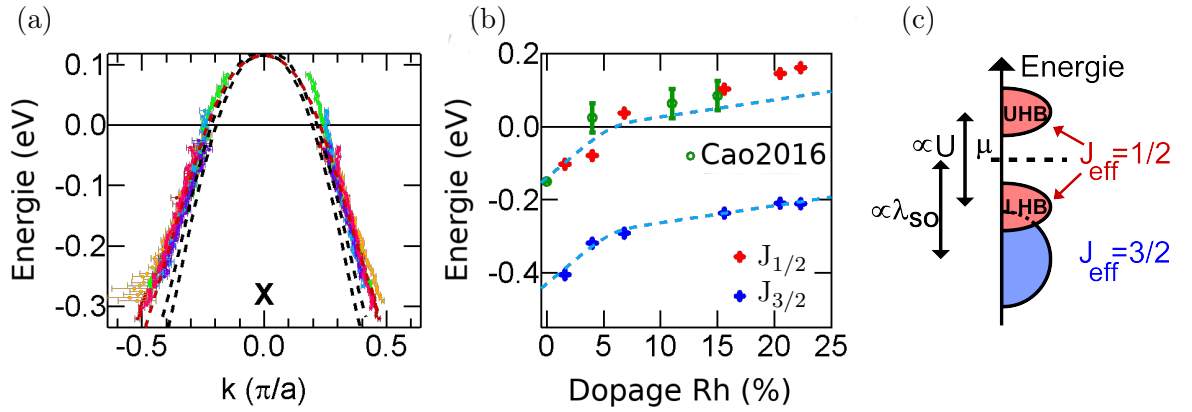 (a)
Energie (eV)
0.1
0.0
-0.1
-0.2
-0.3
X
-0.5
0.0
0.5
k (π/a)
(b)
Energie (eV)
0.2
0.0
-0.2
-0.4
Cao2016
J1/2
J3/2
0
5
10
15
20
25
Dopage Rh (%)
(c)
Energie
UHB
∝U
μ
Jeff=1/2
LHB
∝λSO
Jeff=3/2